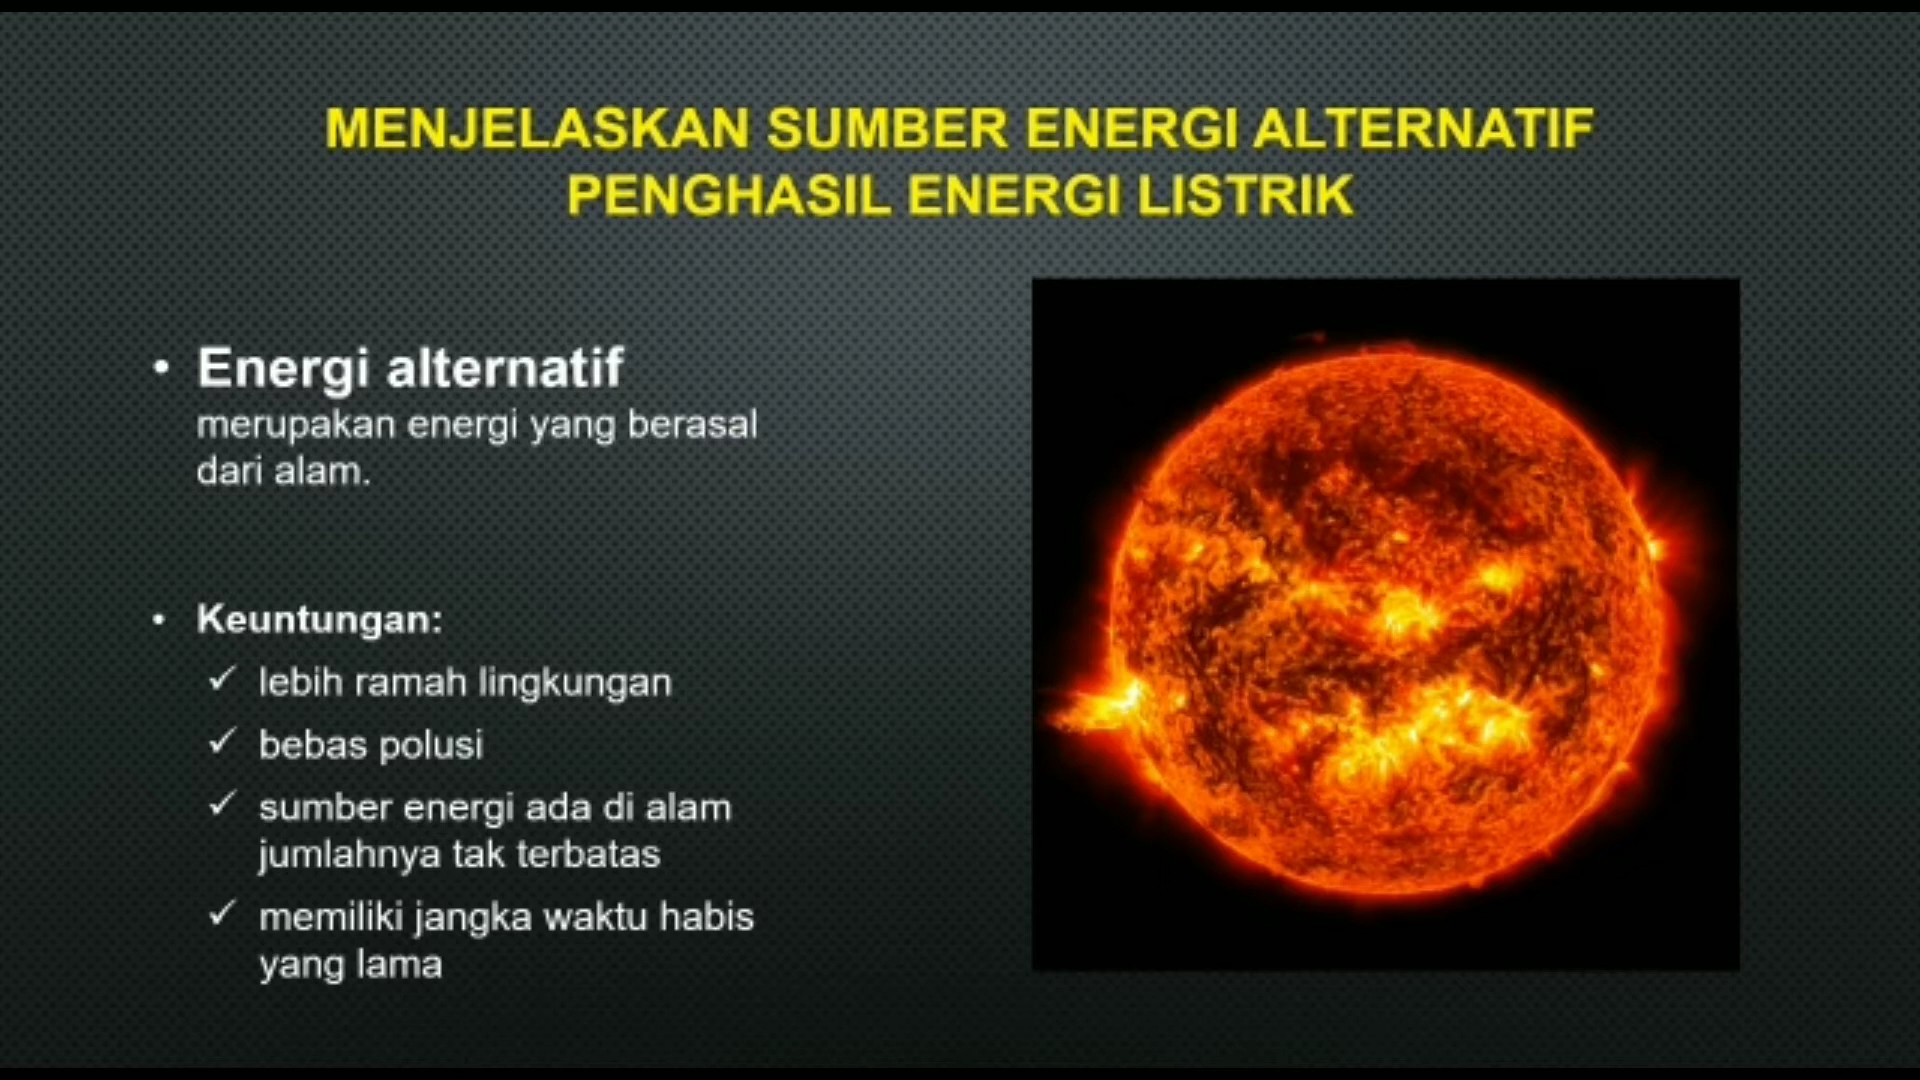 MENJELASKAN SUMBER ENERGI ALTERNATIF
PENGHASIL ENERGI LISTRIK
• Energi alternatif
merupakan energi yang berasal
dari alam.
• Keuntungan:
✓ lebih ramah lingkungan
✓ bebas polusi
✓ sumber energi ada di alam
jumlahnya tak terbatas
✓ memiliki jangka waktu habis
yang lama